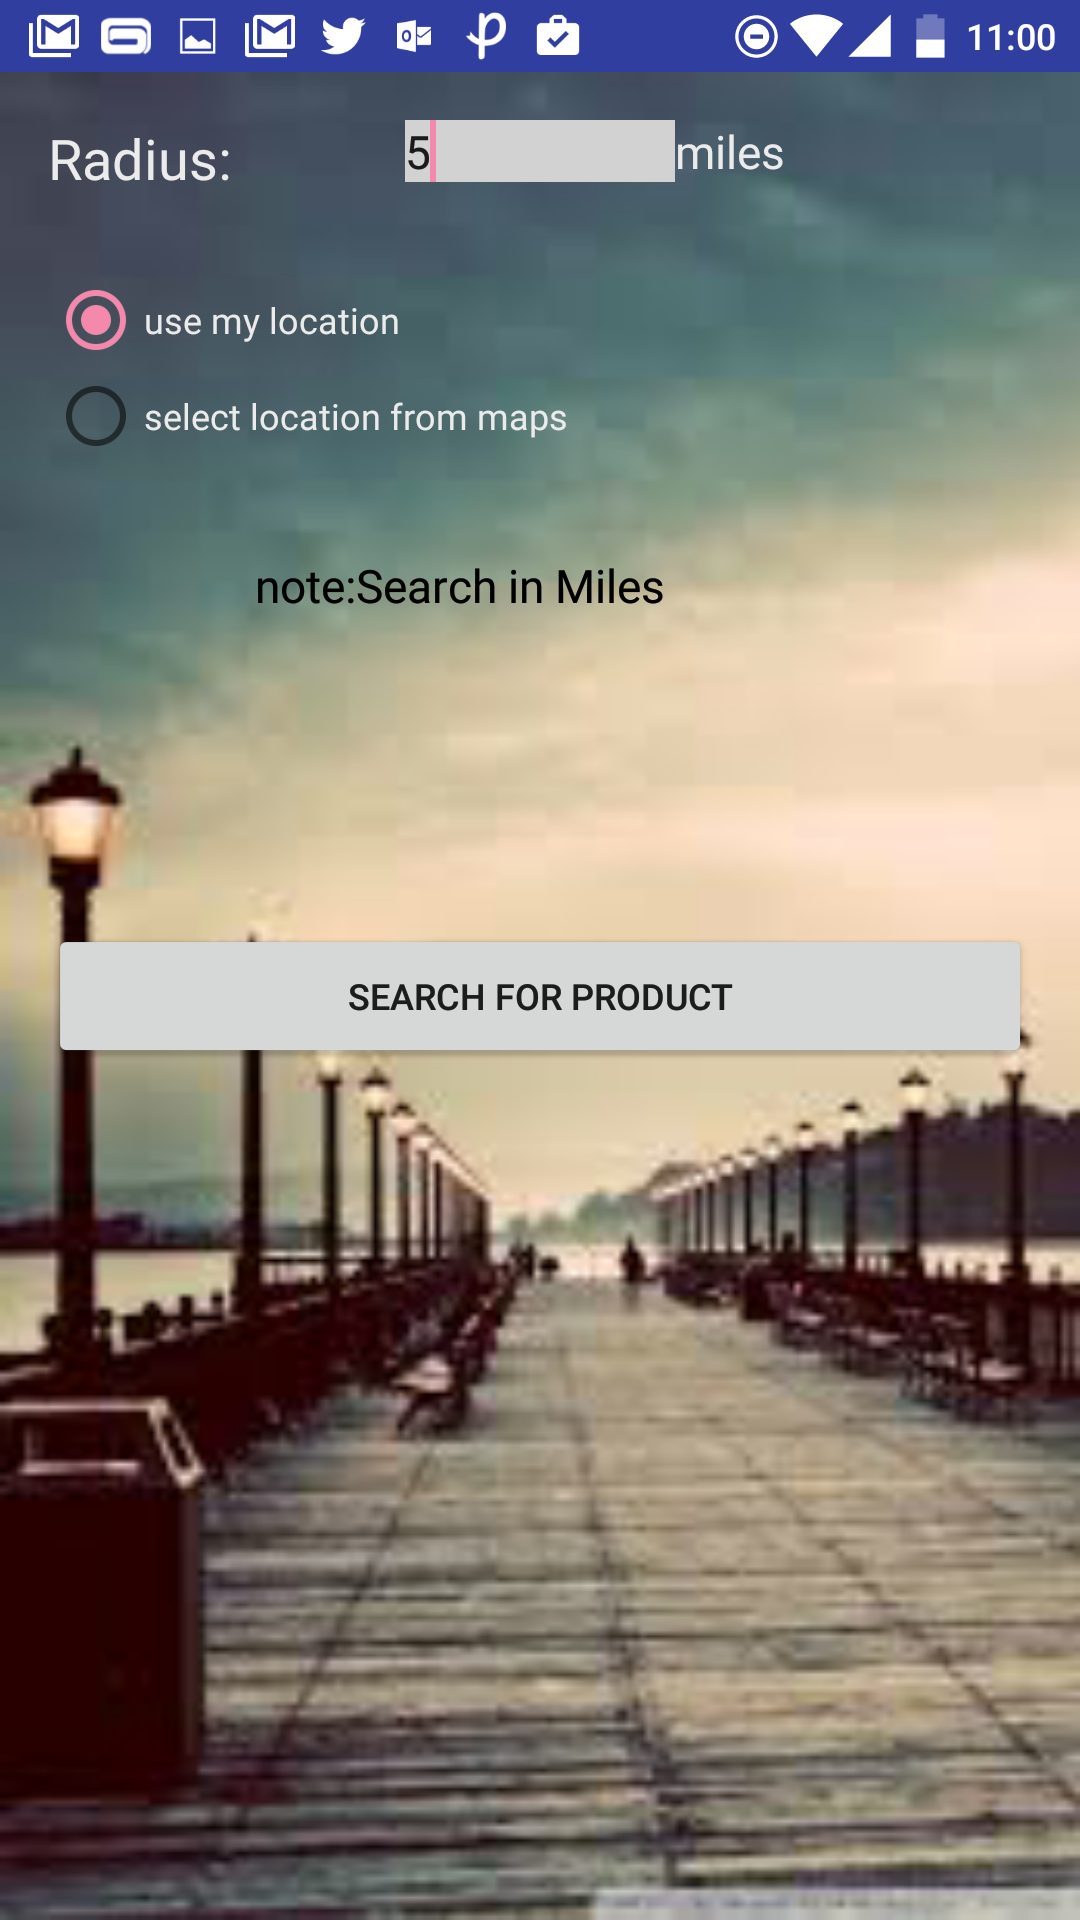 11:00
Radius: 5 miles
use my location
select location from maps
note:Search in Miles
SEARCH FOR PRODUCT